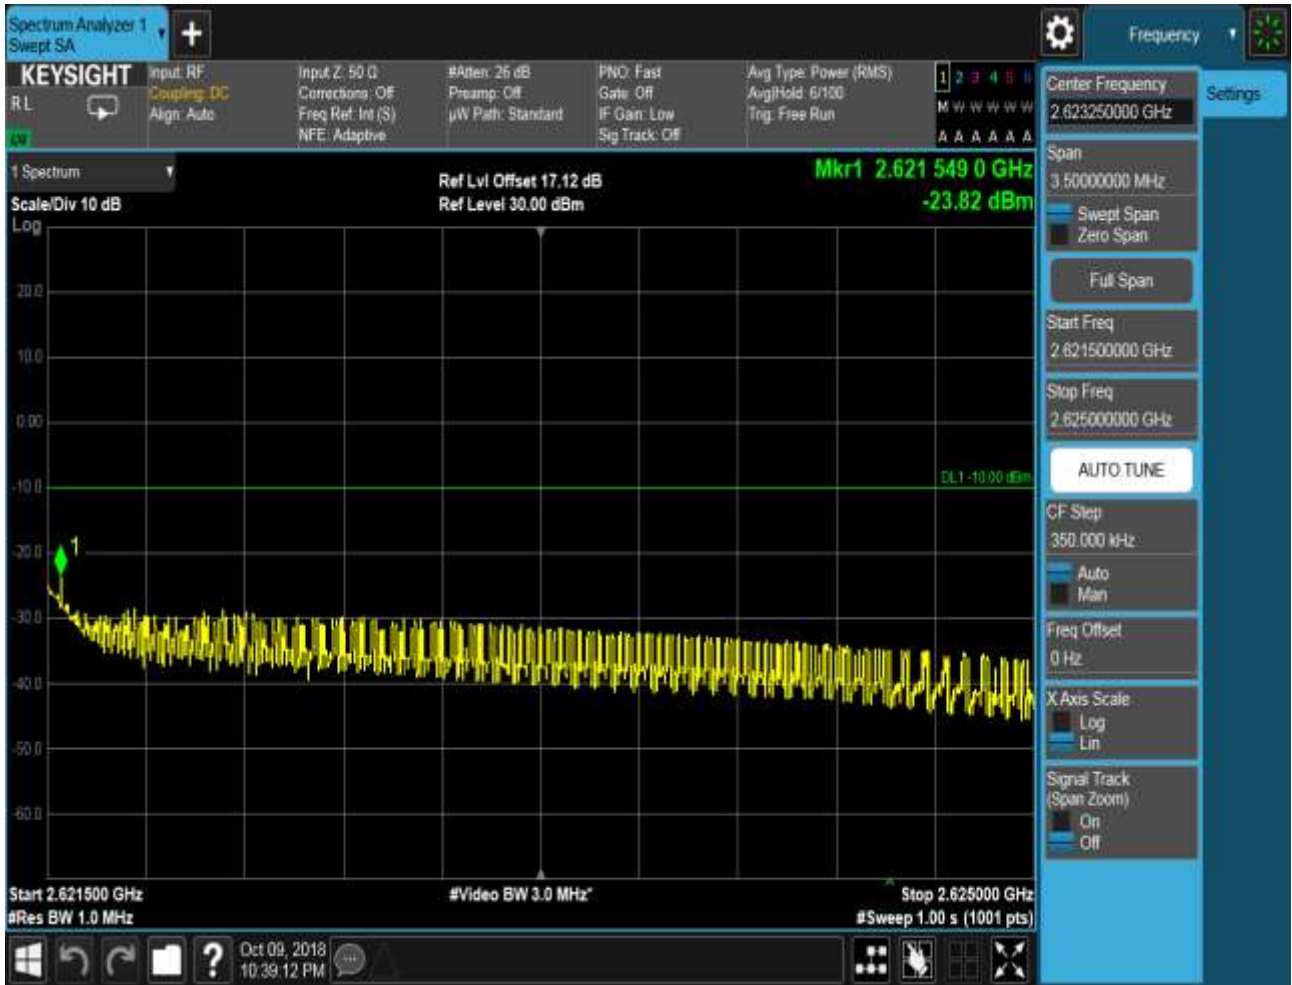 Spectrum Analyzer 1
Swept SA
+
Frequency
KEYSIGHT
RL
LW
Input: RF
Coupling: DC
Align: Auto
Input Z: 50 Ω
Corrections: Off
Freq Ref: Int (S)
NFE: Adaptive
#Atten: 26 dB
Preamp: Off
µW Path: Standard
PNO: Fast
Gate: Off
IF Gain: Low
Sig Track: Off
Avg Type: Power (RMS)
Avg|Hold: 6/100
Trig: Free Run
1 2 3 4 5 6
M W W W W W
A A A A A A
1 Spectrum
Scale/Div 10 dB
Log
Ref Lvl Offset 17.12 dB
Ref Level 30.00 dBm
Mkr1 2.621 549 0 GHz
-23.82 dBm
20.0
10.0
0.00
-10.0
-20.0
-30.0
-40.0
-50.0
-60.0
DL1 -10.00 dBm
1
Start 2.621500 GHz
#Res BW 1.0 MHz
#Video BW 3.0 MHz*
Stop 2.625000 GHz
#Sweep 1.00 s (1001 pts)
Center Frequency
2.623250000 GHz
Settings
Span
3.50000000 MHz
Swept Span
Zero Span
Full Span
Start Freq
2.621500000 GHz
Stop Freq
2.625000000 GHz
AUTO TUNE
CF Step
350.000 kHz
Auto
Man
Freq Offset
0 Hz
X Axis Scale
Log
Lin
Signal Track
(Span Zoom)
On
Off
?
Oct 09, 2018
10:39:12 PM